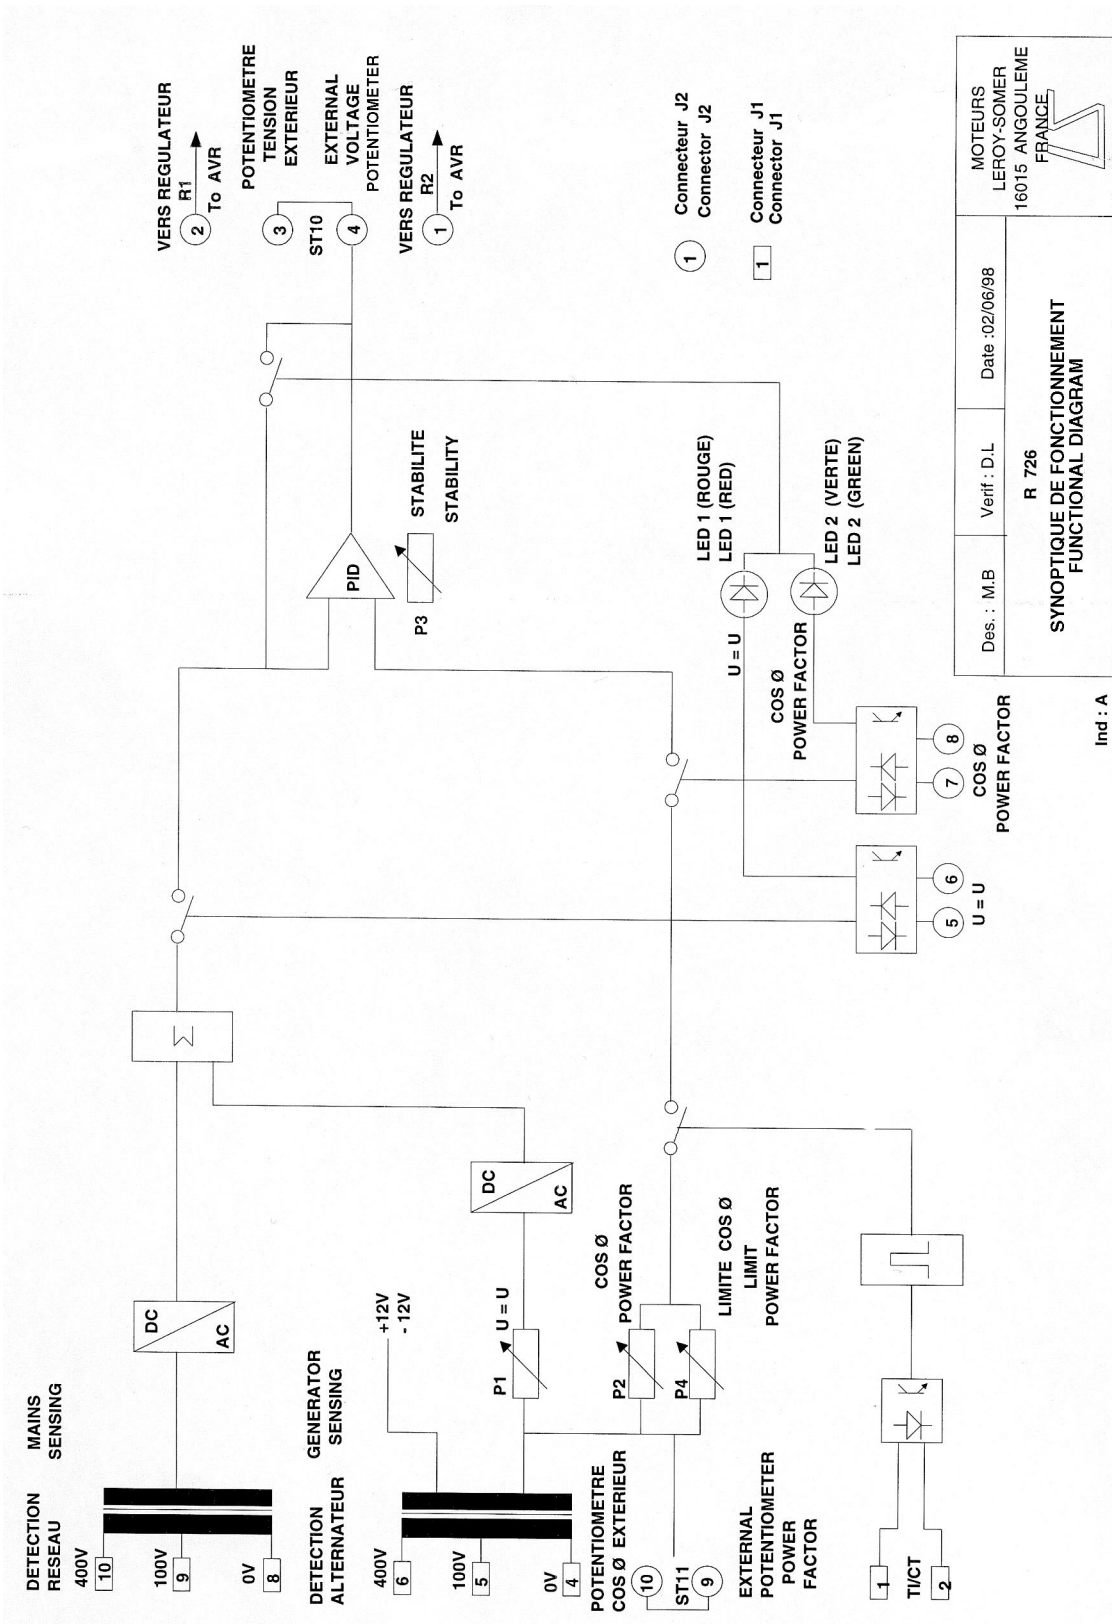 DETECTION
RESEAU
MAINS
SENSING
400V
10
100V
9
0V
8
DC
AC
Σ
DETECTION
ALTERNATEUR
GENERATOR
SENSING
400V
6
100V
5
0V
4
+12V
- 12V
P1
U = U
DC
AC
POTENTIOMETRE
COS Ø EXTERIEUR
10
ST11
9
EXTERNAL
POTENTIOMETER
POWER
FACTOR
P2
COS Ø
POWER FACTOR
P4
LIMITE COS Ø
LIMIT
POWER FACTOR
1
TI/CT
2
VERS REGULATEUR
2
R1
To AVR
POTENTIOMETRE
TENSION
EXTERIEUR
3
ST10
4
EXTERNAL
VOLTAGE
POTENTIOMETER
VERS REGULATEUR
1
R2
To AVR
PID
P3
STABILITE
STABILITY
U = U
LED 1 (ROUGE)
LED 1 (RED)
COS Ø
POWER FACTOR
LED 2 (VERTE)
LED 2 (GREEN)
5
6
U = U
7
8
COS Ø
POWER FACTOR
1
Connecteur J2
Connector J2
1
Connecteur J1
Connector J1
Des. : M.B
Verif : D.L
Date :02/06/98
MOTEURS
LEROY-SOMER
16015 ANGOULEME
FRANCE
R 726
SYNOPTIQUE DE FONCTIONNEMENT
FUNCTIONAL DIAGRAM
Ind : A